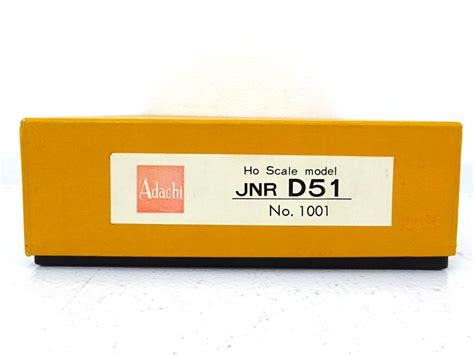 Adachi
Ho Scale model
JNR D51
No. 1001